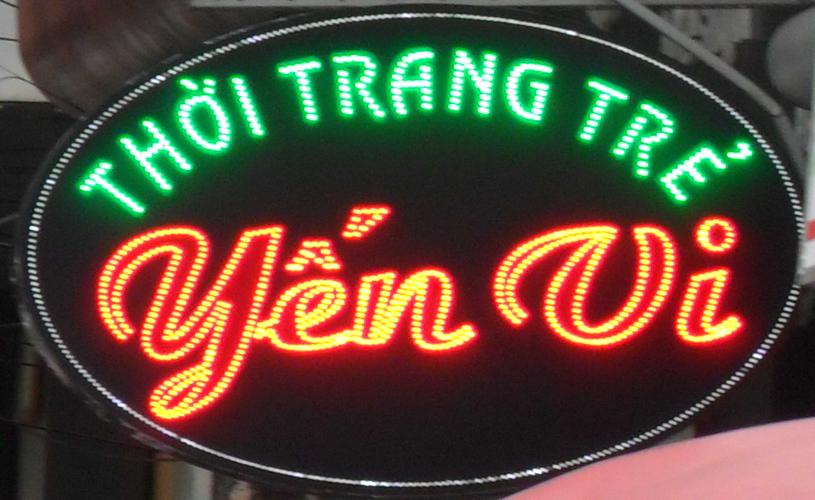 THỜI TRANG TRẺ
Yến Vi